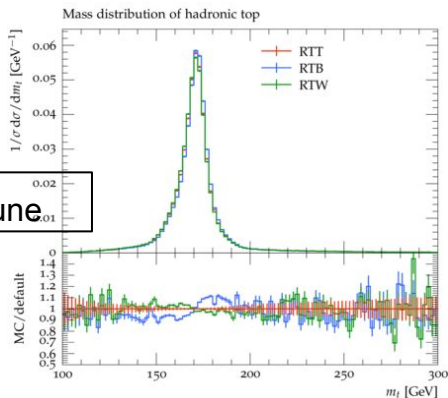 Mass distribution of hadronic top
1/σ dσ/dmₜ [GeV⁻¹]
0.06
0.05
0.04
0.03
0.02
0.01
0
RTT
RTB
RTW
une
MC/default
1.4
1.3
1.2
1.1
1
0.9
0.8
0.7
0.6
0.5
100 150 200 250 300
mₜ [GeV]